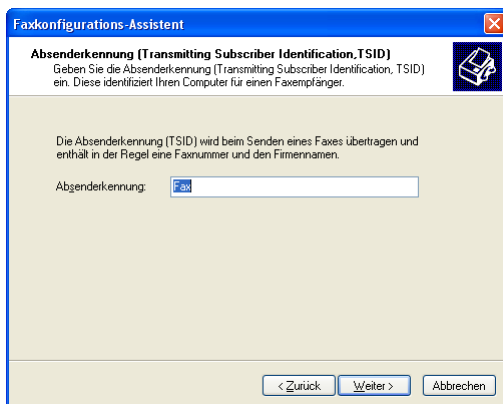 Faxkonfigurations-Assistent
Absenderkennung (Transmitting Subscriber Identification,TSID)
Geben Sie die Absenderkennung (Transmitting Subscriber Identification, TSID)
ein. Diese identifiziert Ihren Computer für einen Faxempfänger.
Die Absenderkennung (TSID) wird beim Senden eines Faxes übertragen und
enthält in der Regel eine Faxnummer und den Firmennamen.
Absenderkennung: Fax
< Zurück Weiter > Abbrechen